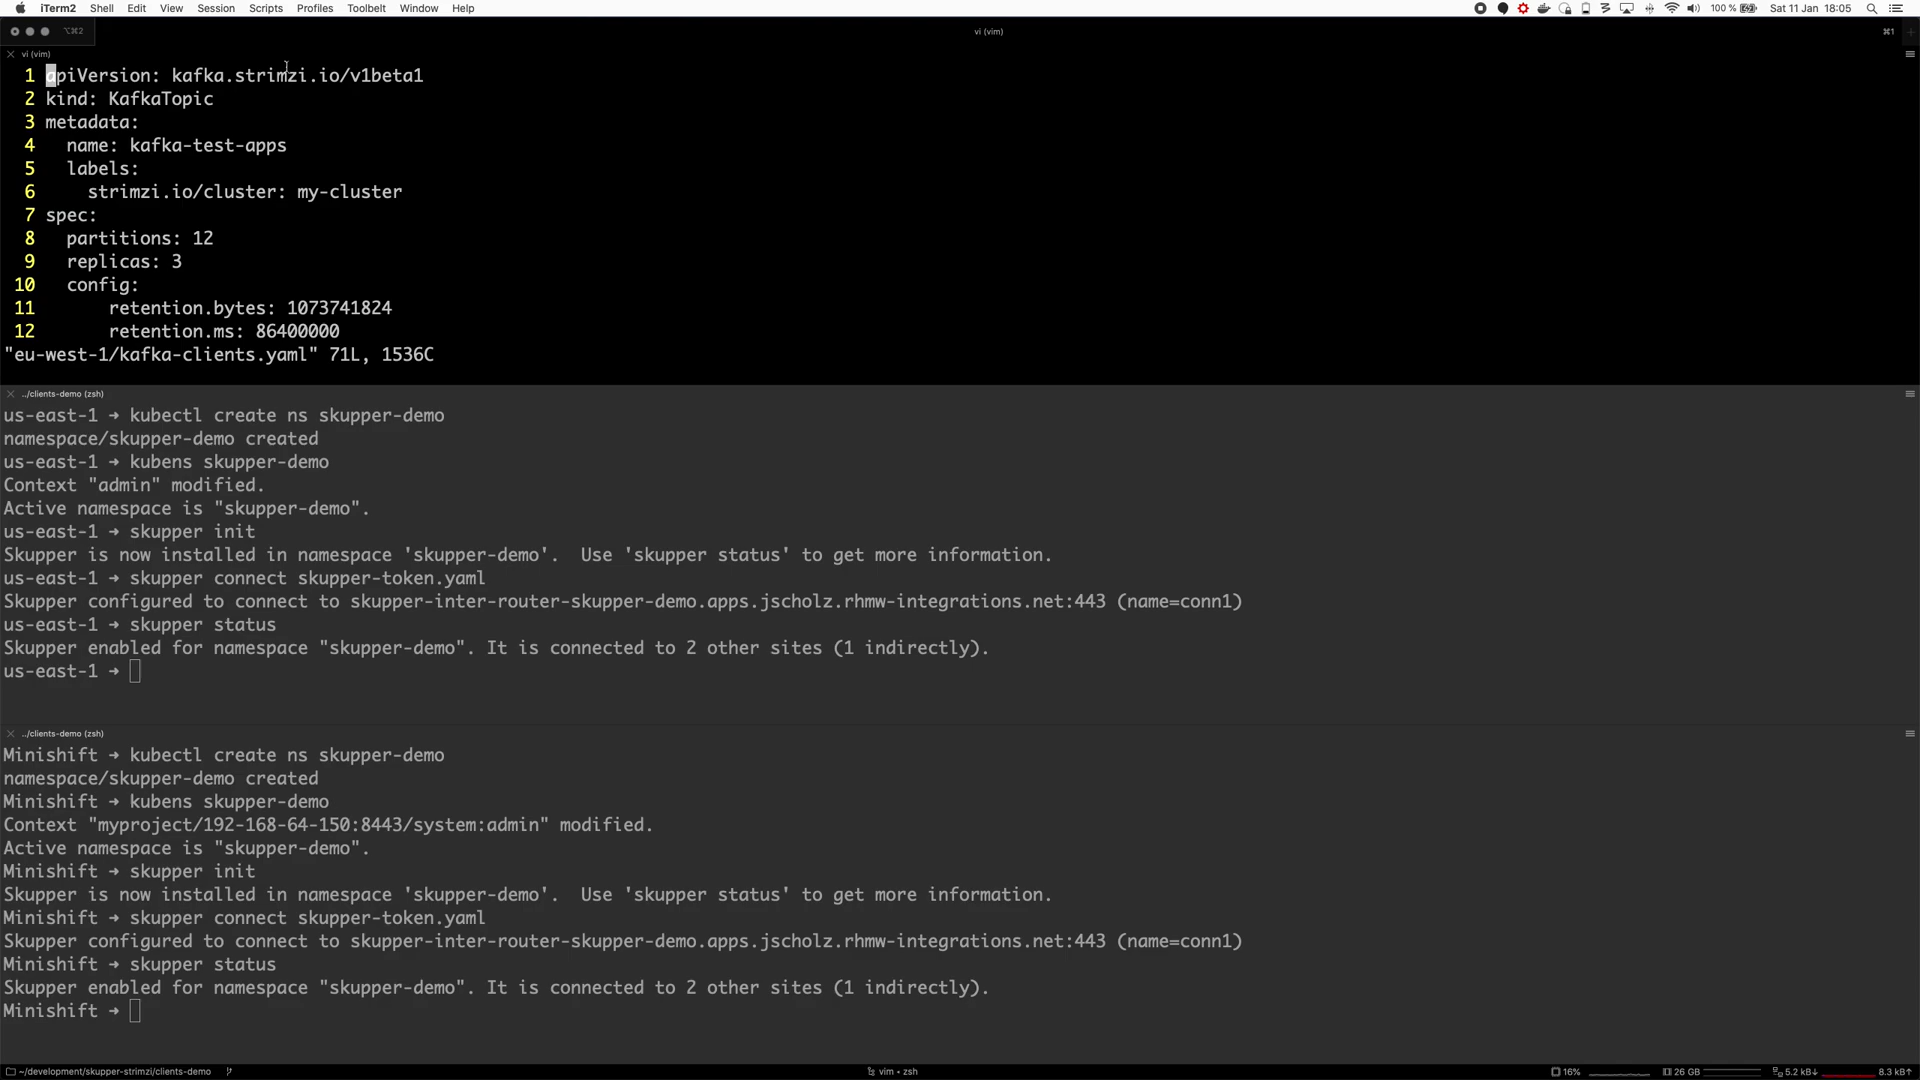 iTerm2 Shell Edit View Session Scripts Profiles Toolbelt Window Help 100 % Sat 11 Jan 18:05
⌥⌘2 vi (vim) ⌘1
vi (vim)
1 apiVersion: kafka.strimzi.io/v1beta1
2 kind: KafkaTopic
3 metadata:
4   name: kafka-test-apps
5   labels:
6     strimzi.io/cluster: my-cluster
7 spec:
8   partitions: 12
9   replicas: 3
10   config:
11       retention.bytes: 1073741824
12       retention.ms: 86400000
"eu-west-1/kafka-clients.yaml" 71L, 1536C
../clients-demo (zsh)
us-east-1 → kubectl create ns skupper-demo
namespace/skupper-demo created
us-east-1 → kubens skupper-demo
Context "admin" modified.
Active namespace is "skupper-demo".
us-east-1 → skupper init
Skupper is now installed in namespace 'skupper-demo'.  Use 'skupper status' to get more information.
us-east-1 → skupper connect skupper-token.yaml
Skupper configured to connect to skupper-inter-router-skupper-demo.apps.jscholz.rhmw-integrations.net:443 (name=conn1)
us-east-1 → skupper status
Skupper enabled for namespace "skupper-demo". It is connected to 2 other sites (1 indirectly).
us-east-1 →
../clients-demo (zsh)
Minishift → kubectl create ns skupper-demo
namespace/skupper-demo created
Minishift → kubens skupper-demo
Context "myproject/192-168-64-150:8443/system:admin" modified.
Active namespace is "skupper-demo".
Minishift → skupper init
Skupper is now installed in namespace 'skupper-demo'.  Use 'skupper status' to get more information.
Minishift → skupper connect skupper-token.yaml
Skupper configured to connect to skupper-inter-router-skupper-demo.apps.jscholz.rhmw-integrations.net:443 (name=conn1)
Minishift → skupper status
Skupper enabled for namespace "skupper-demo". It is connected to 2 other sites (1 indirectly).
Minishift →
~/development/skupper-strimzi/clients-demo vim • zsh 16% 26 GB 5.2 kB↓ 8.3 kB↑